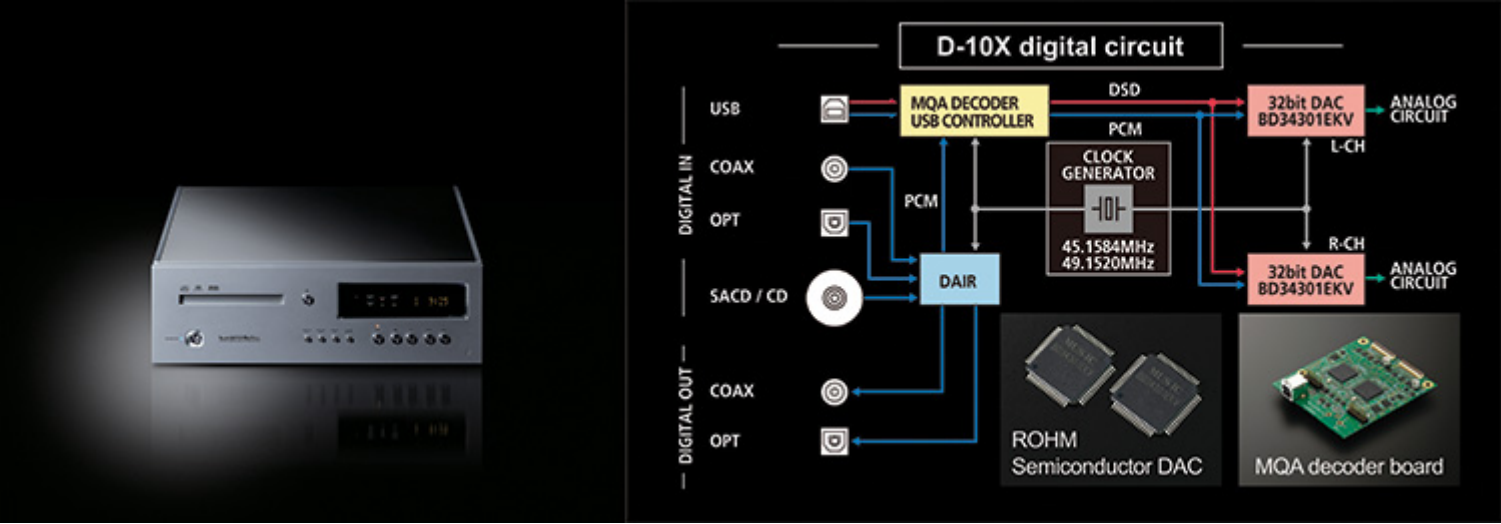 D-10X digital circuit
DIGITAL IN
USB
COAX
OPT
SACD / CD
DIGITAL OUT
COAX
OPT
MQA DECODER
USB CONTROLLER
DSD
PCM
PCM
CLOCK
GENERATOR
45.1584MHz
49.1520MHz
DAIR
32bit DAC
BD34301EKV
L-CH
ANALOG
CIRCUIT
R-CH
32bit DAC
BD34301EKV
ANALOG
CIRCUIT
ROHM
Semiconductor DAC
MQA decoder board